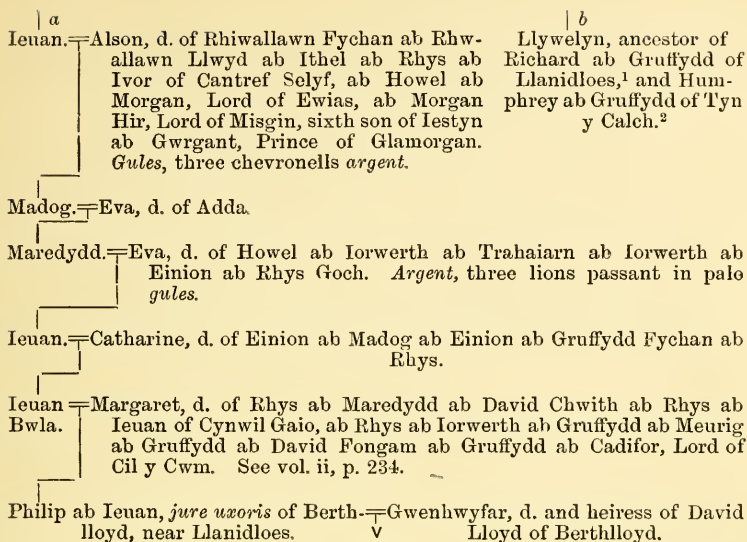 a
Ieuan.=Alson, d. of Rhiwallawn Fychan ab Rhw-
allawn Llwyd ab Ithel ab Rhys ab
Ivor of Cantref Selyf, ab Howel ab
Morgan, Lord of Ewias, ab Morgan
Hir, Lord of Misgin, sixth son of Iestyn
ab Gwrgant, Prince of Glamorgan.
Gules, three chevronells argent.
b
Llywelyn, ancestor of
Richard ab Gruffydd of
Llanidloes,¹ and Hum-
phrey ab Gruffydd of Tyn
y Calch.²
Madog.=Eva, d. of Adda.
Maredydd.=Eva, d. of Howel ab Iorwerth ab Trahaiarn ab Iorwerth ab
Einion ab Rhys Goch. Argent, three lions passant in palo
gules.
Ieuan.=Catharine, d. of Einion ab Madog ab Einion ab Gruffydd Fychan ab
Rhys.
Ieuan =Margaret, d. of Rhys ab Maredydd ab David Chwith ab Rhys ab
Bwla. Ieuan of Cynwil Gaio, ab Rhys ab Iorwerth ab Gruffydd ab Meurig
ab Gruffydd ab David Fongam ab Gruffydd ab Cadifor, Lord of
Cil y Cwm. See vol. ii, p. 234.
Philip ab Ieuan, jure uxoris of Berth-=Gwenhwyfar, d. and heiress of David
lloyd, near Llanidloes. v Lloyd of Berthlloyd.